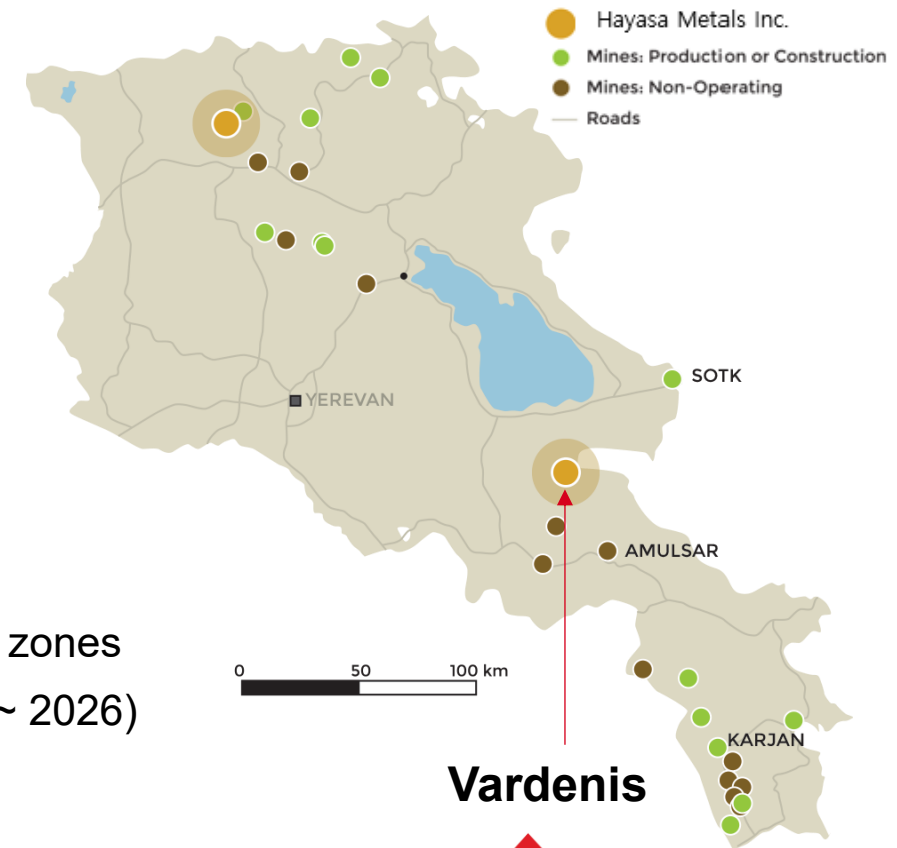 Hayasa Metals Inc.
Mines: Production or Construction
Mines: Non-Operating
Roads
SOTK
YEREVAN
AMULSAR
zones
0 50 100 km
~ 2026)
KARJAN
Vardenis